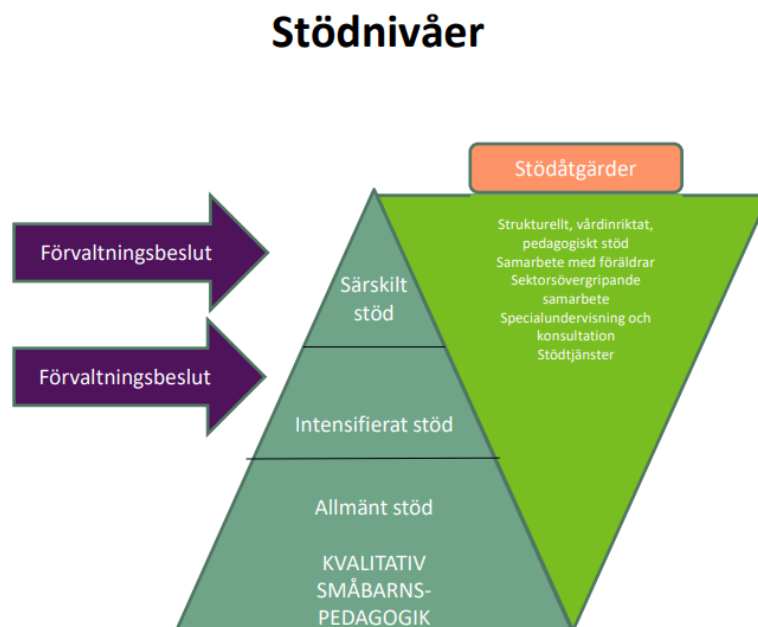 Stödnivåer
Stödåtgärder
Förvaltningsbeslut
Förvaltningsbeslut
Särskilt
stöd
Intensifierat stöd
Allmänt stöd
KVALITATIV
SMÅBARNS-
PEDAGOGIK
Strukturellt, vårdinriktat,
pedagogiskt stöd
Samarbete med föräldrar
Sektorsövergripande
samarbete
Specialundervisning och
konsultation
Stödtjänster